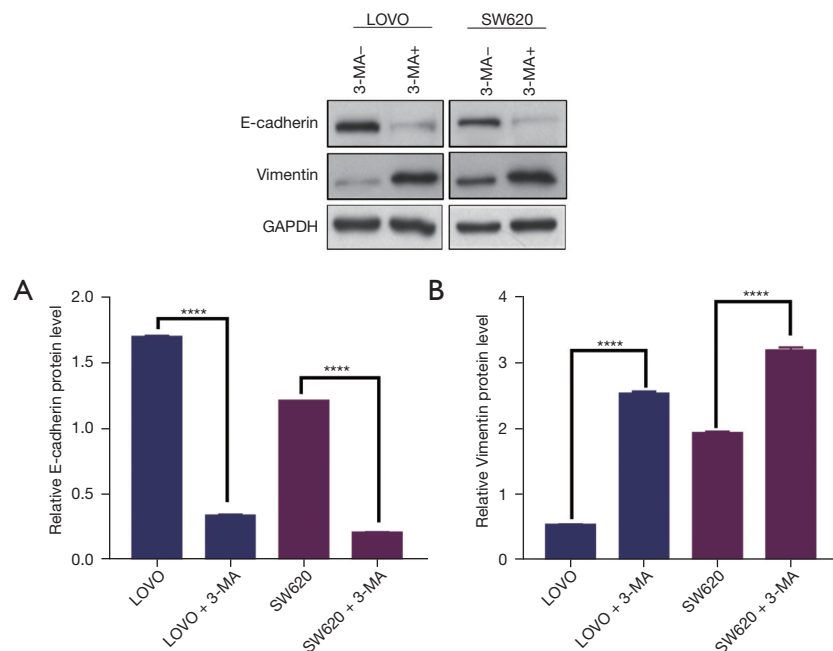 LOVO SW620
3-MA– 3-MA+ 3-MA– 3-MA+
E-cadherin
Vimentin
GAPDH
A
Relative E-cadherin protein level
2.0
1.5
1.0
0.5
0.0
****
****
LOVO
LOVO + 3-MA
SW620
SW620 + 3-MA
B
Relative Vimentin protein level
4
3
2
1
0
****
****
LOVO
LOVO + 3-MA
SW620
SW620 + 3-MA